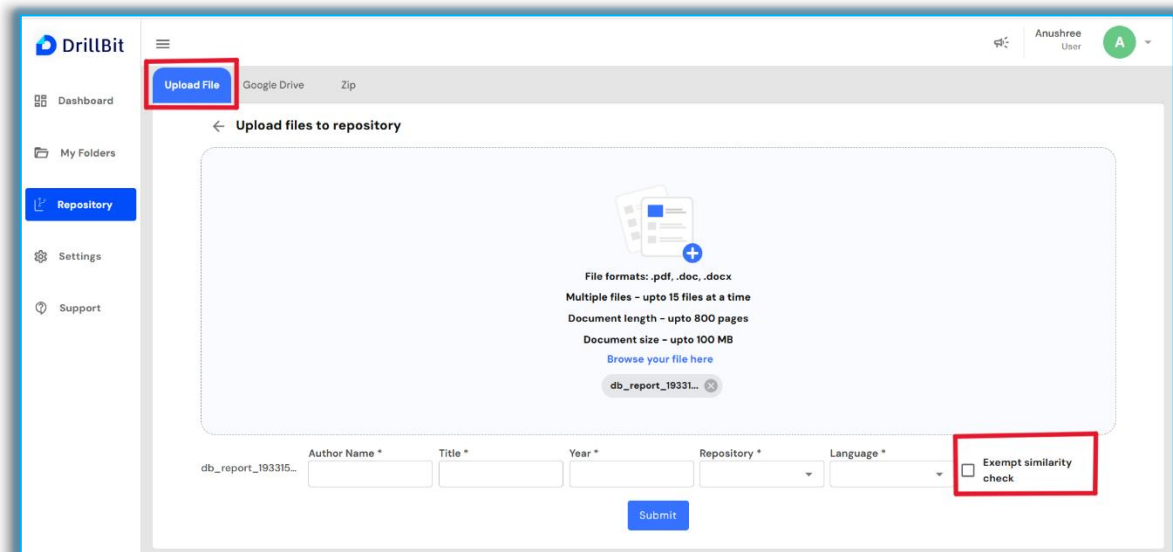 DrillBit
Anushree
User
A
Upload File
Google Drive
Zip
Dashboard
My Folders
Repository
Settings
Support
Upload files to repository
File formats: .pdf, .doc, .docx
Multiple files - upto 15 files at a time
Document length - upto 800 pages
Document size - upto 100 MB
Browse your file here
db_report_19331...
db_report_193315...
Author Name *
Title *
Year *
Repository *
Language *
Exempt similarity
check
Submit